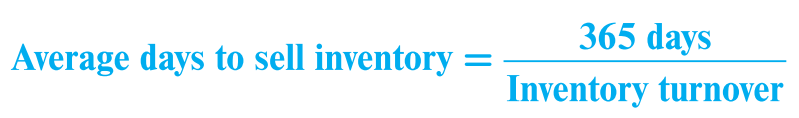 Average days to sell inventory = 365 days
Inventory turnover